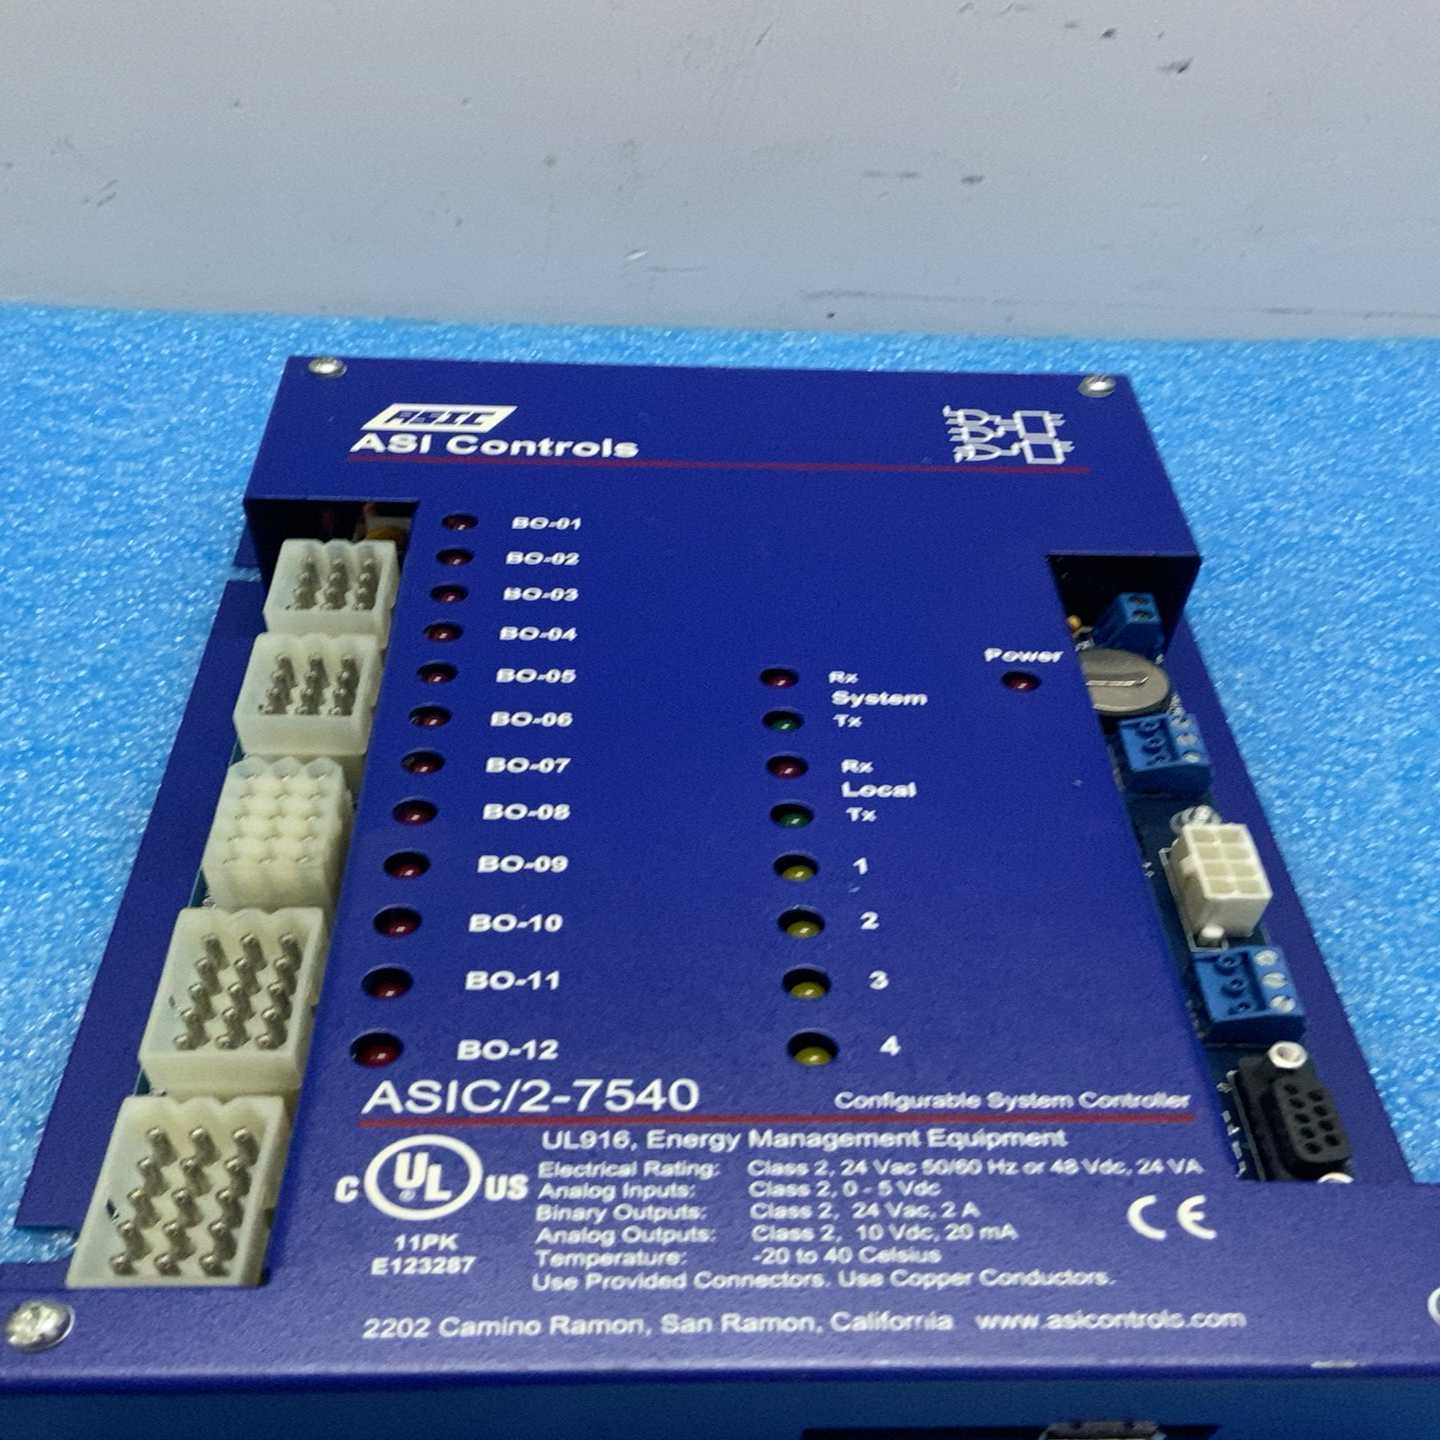 ASIC
ASI Controls
BO-01
BO-02
BO-03
BO-04
BO-05
BO-06
BO-07
BO-08
BO-09
BO-10
BO-11
BO-12
Rx
System
Tx
Rx
Local
Tx
1
2
3
4
Power
ASIC/2-7540
Configurable System Controller
C UL ® US
11PK
E123287
UL916, Energy Management Equipment
Electrical Rating: Class 2, 24 Vac 50/60 Hz or 48 Vdc, 24 VA
Analog Inputs: Class 2, 0 - 5 Vdc
Binary Outputs: Class 2, 24 Vac, 2 A
Analog Outputs: Class 2, 10 Vdc, 20 mA
Temperature: -20 to 40 Celsius
Use Provided Connectors. Use Copper Conductors.
CE
2202 Camino Ramon, San Ramon, California www.asicontrols.com